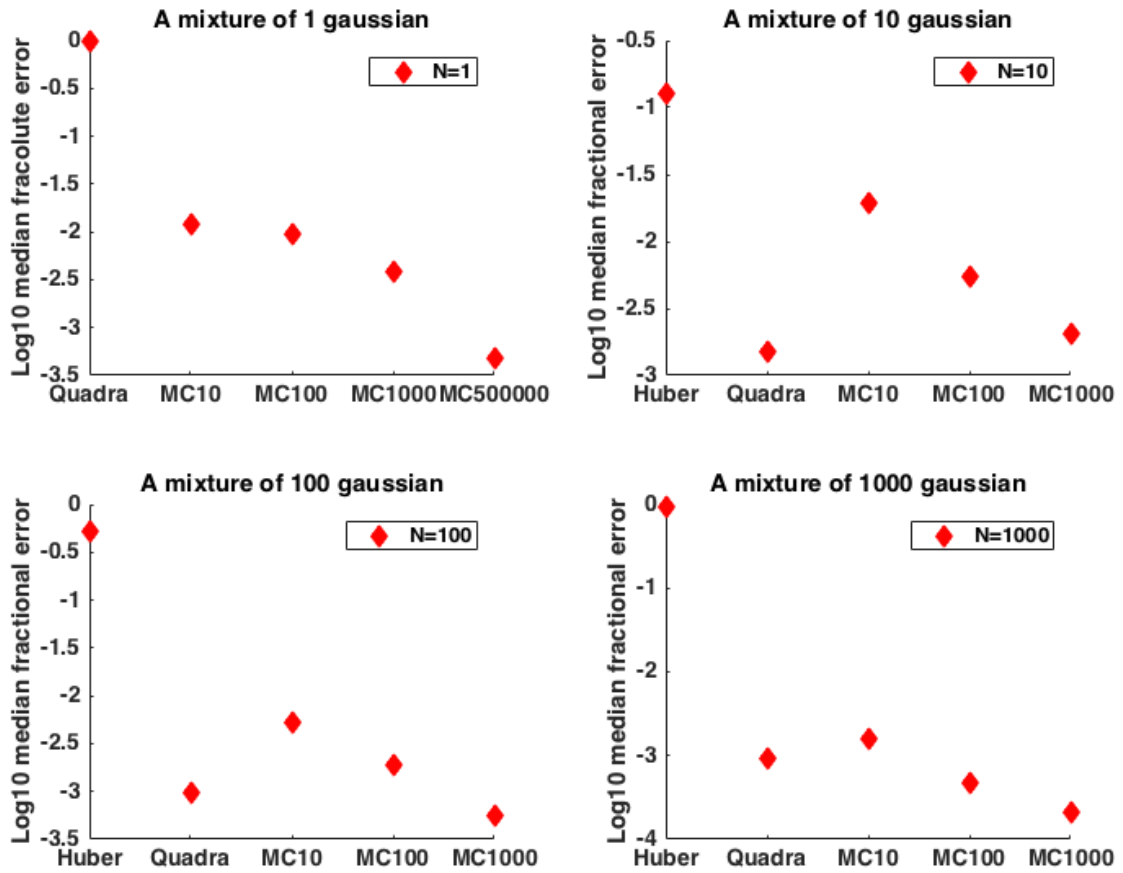 A mixture of 1 gaussian
Log10 median fracolute error
0
-0.5
-1
-1.5
-2
-2.5
-3
-3.5
N=1
Quadra MC10 MC100 MC1000 MC500000
A mixture of 10 gaussian
Log10 median fractional error
-0.5
-1
-1.5
-2
-2.5
-3
N=10
Huber Quadra MC10 MC100 MC1000
A mixture of 100 gaussian
Log10 median fractional error
0
-0.5
-1
-1.5
-2
-2.5
-3
-3.5
N=100
Huber Quadra MC10 MC100 MC1000
A mixture of 1000 gaussian
Log10 median fractional error
0
-1
-2
-3
-4
N=1000
Huber Quadra MC10 MC100 MC1000